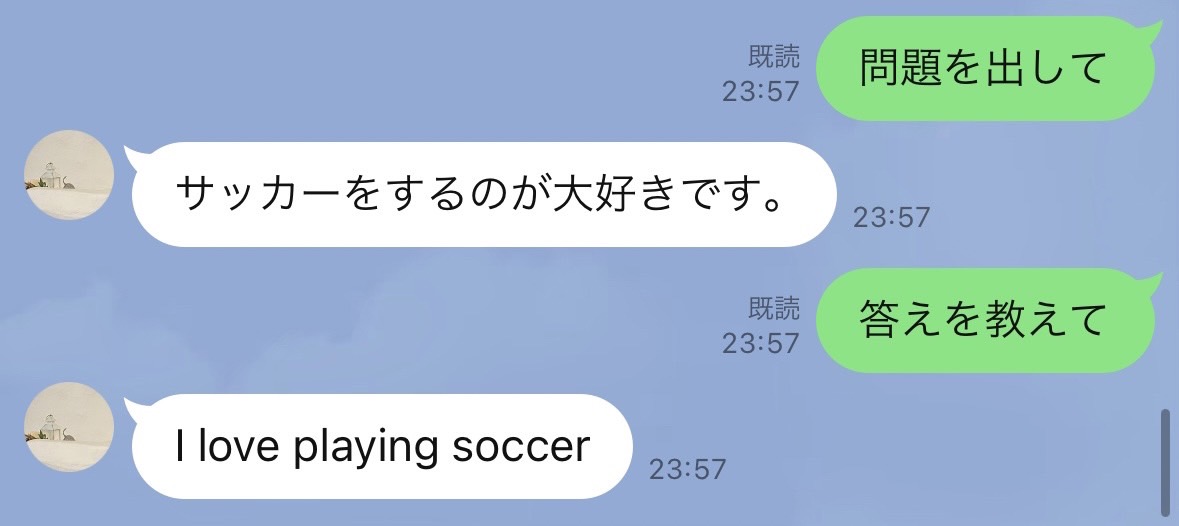 問題を出して
既読
23:57
サッカーをするのが大好きです。
23:57
答えを教えて
既読
23:57
I love playing soccer
23:57